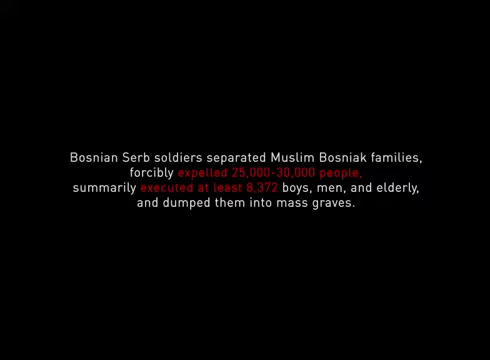 Bosnian Serb soldiers separated Muslim Bosniak families,
forcibly expelled 25,000-30,000 people,
summarily executed at least 8,372 boys, men, and elderly,
and dumped them into mass graves.